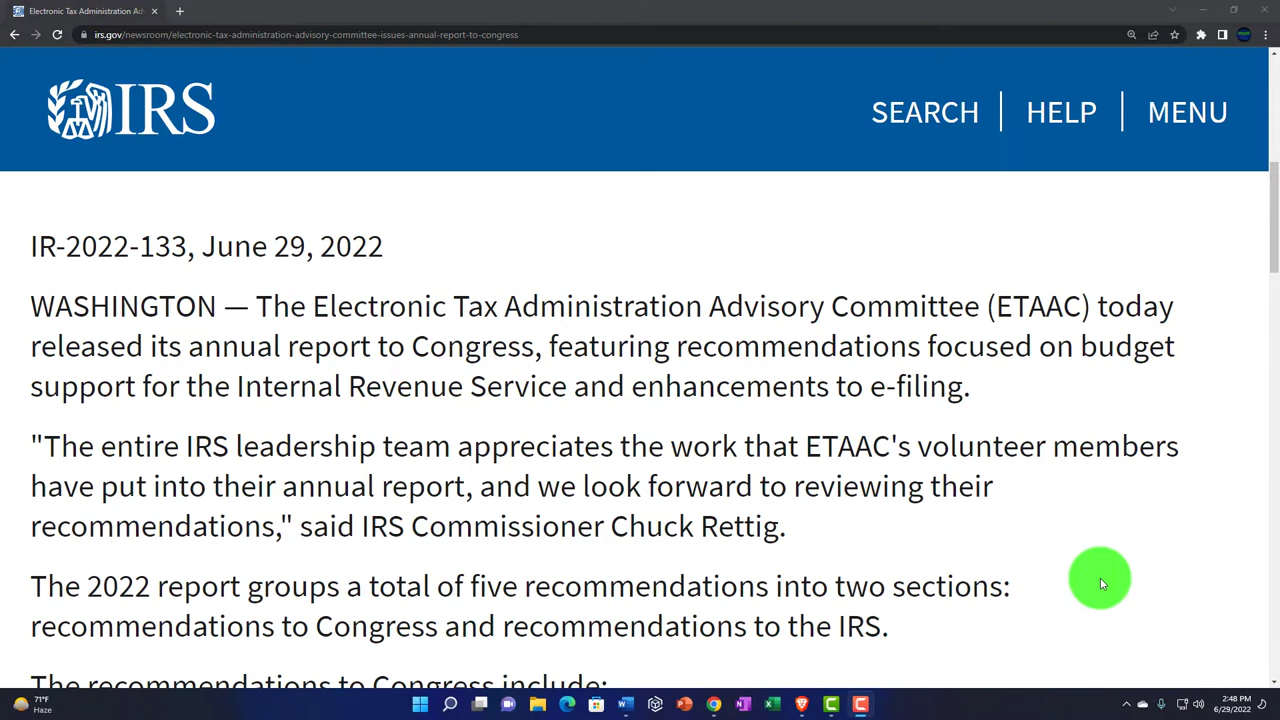 Electronic Tax Administration Ad
irs.gov/newsroom/electronic-tax-administration-advisory-committee-issues-annual-report-to-congress
IRS
SEARCH
HELP
MENU
IR-2022-133, June 29, 2022
WASHINGTON — The Electronic Tax Administration Advisory Committee (ETAAC) today
released its annual report to Congress, featuring recommendations focused on budget
support for the Internal Revenue Service and enhancements to e-filing.
"The entire IRS leadership team appreciates the work that ETAAC's volunteer members
have put into their annual report, and we look forward to reviewing their
recommendations," said IRS Commissioner Chuck Rettig.
The 2022 report groups a total of five recommendations into two sections:
recommendations to Congress and recommendations to the IRS.
The recommendations to Congress include:
71°F
Haze
2:48 PM
6/29/2022